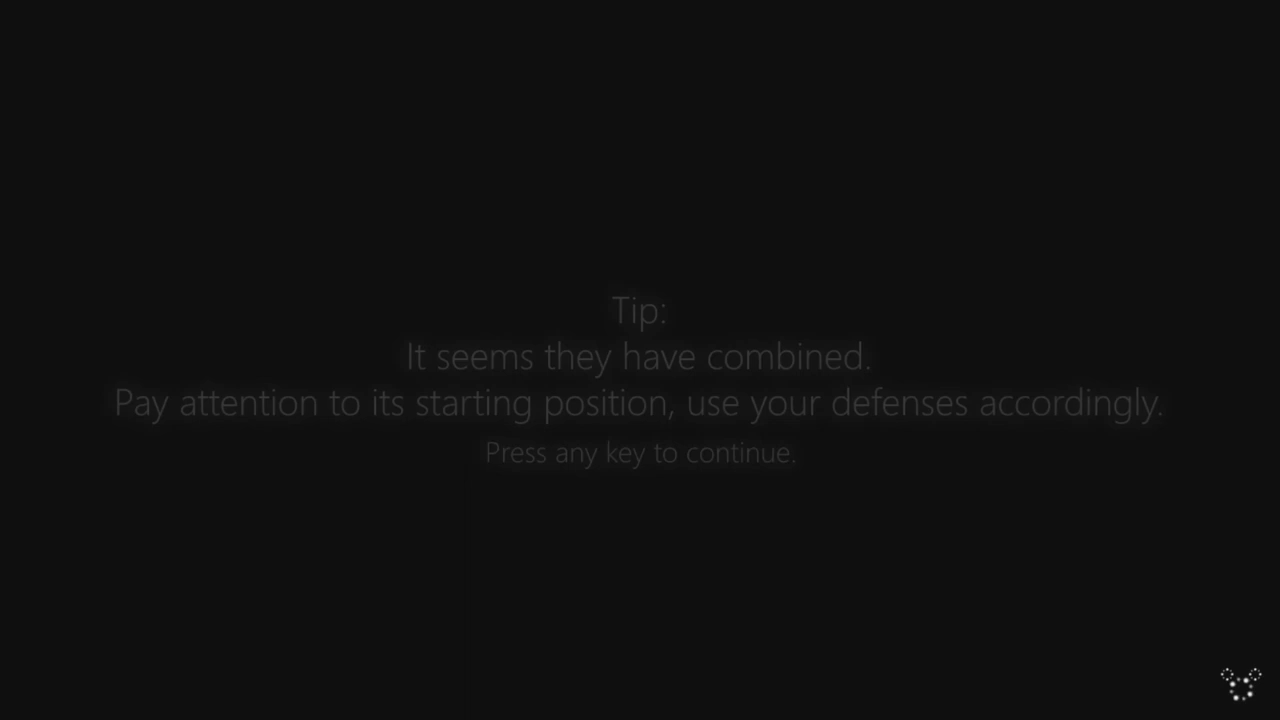 Tip:
It seems they have combined.
Pay attention to its starting position, use your defenses accordingly.
Press any key to continue.